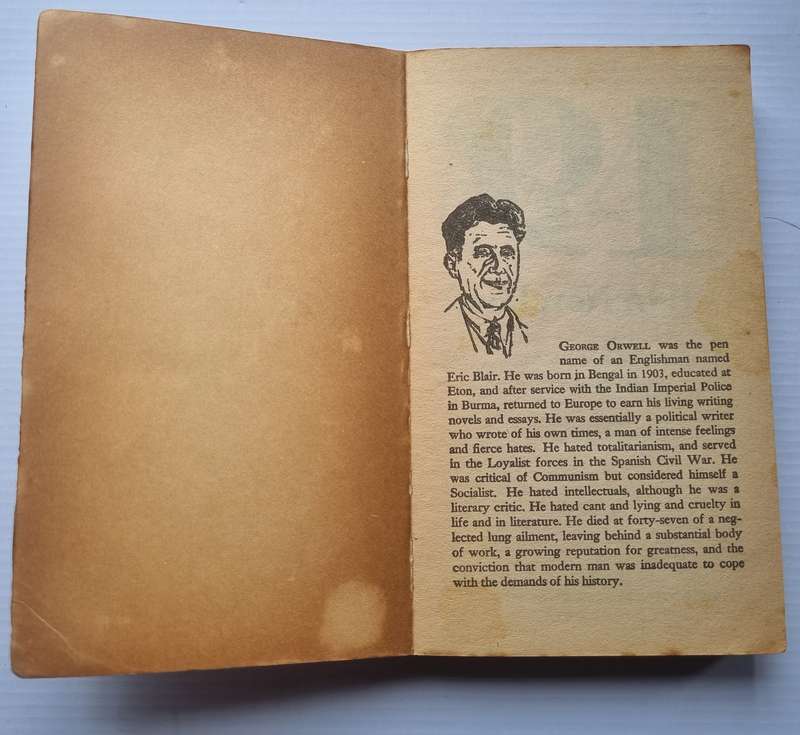 GEORGE ORWELL was the pen
name of an Englishman named
Eric Blair. He was born in Bengal in 1903, educated at
Eton, and after service with the Indian Imperial Police
in Burma, returned to Europe to earn his living writing
novels and essays. He was essentially a political writer
who wrote of his own times, a man of intense feelings
and fierce hates. He hated totalitarianism, and served
in the Loyalist forces in the Spanish Civil War. He
was critical of Communism but considered himself a
Socialist. He hated intellectuals, although he was a
literary critic. He hated cant and lying and cruelty in
life and in literature. He died at forty-seven of a neg-
lected lung ailment, leaving behind a substantial body
of work, a growing reputation for greatness, and the
conviction that modern man was inadequate to cope
with the demands of his history.